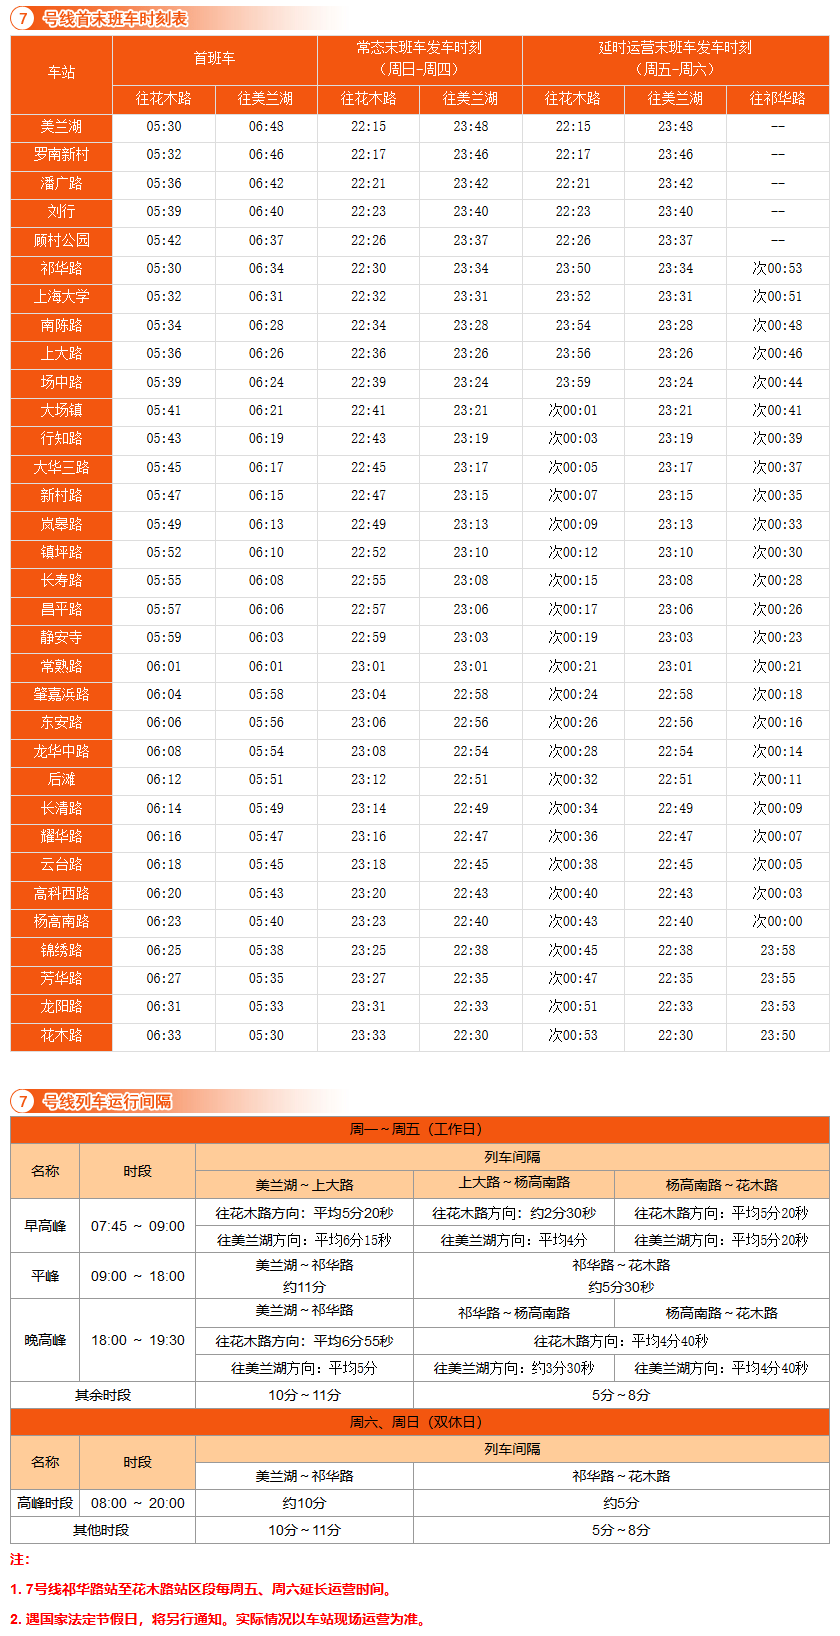 7 号线首末班车时刻表
车站 首班车 常态末班车发车时刻 延时运营末班车发车时刻
（周日-周四） （周五-周六）
往花木路 往美兰湖 往花木路 往美兰湖 往花木路 往美兰湖 往祁华路
美兰湖 05:30 06:48 22:15 23:48 22:15 23:48 --
罗南新村 05:32 06:46 22:17 23:46 22:17 23:46 --
潘广路 05:36 06:42 22:21 23:42 22:21 23:42 --
刘行 05:39 06:40 22:23 23:40 22:23 23:40 --
顾村公园 05:42 06:37 22:26 23:37 22:26 23:37 --
祁华路 05:30 06:34 22:30 23:34 23:50 23:34 次00:53
上海大学 05:32 06:31 22:32 23:31 23:52 23:31 次00:51
南陈路 05:34 06:28 22:34 23:28 23:54 23:28 次00:48
上大路 05:36 06:26 22:36 23:26 23:56 23:26 次00:46
场中路 05:39 06:24 22:39 23:24 23:59 23:24 次00:44
大场镇 05:41 06:21 22:41 23:21 次00:01 23:21 次00:41
行知路 05:43 06:19 22:43 23:19 次00:03 23:19 次00:39
大华三路 05:45 06:17 22:45 23:17 次00:05 23:17 次00:37
新村路 05:47 06:15 22:47 23:15 次00:07 23:15 次00:35
岚皋路 05:49 06:13 22:49 23:13 次00:09 23:13 次00:33
镇坪路 05:52 06:10 22:52 23:10 次00:12 23:10 次00:30
长寿路 05:55 06:08 22:55 23:08 次00:15 23:08 次00:28
昌平路 05:57 06:06 22:57 23:06 次00:17 23:06 次00:26
静安寺 05:59 06:03 22:59 23:03 次00:19 23:03 次00:23
常熟路 06:01 06:01 23:01 23:01 次00:21 23:01 次00:21
肇嘉浜路 06:04 05:58 23:04 22:58 次00:24 22:58 次00:18
东安路 06:06 05:56 23:06 22:56 次00:26 22:56 次00:16
龙华中路 06:08 05:54 23:08 22:54 次00:28 22:54 次00:14
后滩 06:12 05:51 23:12 22:51 次00:32 22:51 次00:11
长清路 06:14 05:49 23:14 22:49 次00:34 22:49 次00:09
耀华路 06:16 05:47 23:16 22:47 次00:36 22:47 次00:07
云台路 06:18 05:45 23:18 22:45 次00:38 22:45 次00:05
高科西路 06:20 05:43 23:20 22:43 次00:40 22:43 次00:03
杨高南路 06:23 05:40 23:23 22:40 次00:43 22:40 次00:00
锦绣路 06:25 05:38 23:25 22:38 次00:45 22:38 23:58
芳华路 06:27 05:35 23:27 22:35 次00:47 22:35 23:55
龙阳路 06:31 05:33 23:31 22:33 次00:51 22:33 23:53
花木路 06:33 05:30 23:33 22:30 次00:53 22:30 23:50
7 号线列车运行间隔
周一～周五（工作日）
名称 时段 列车间隔
美兰湖～上大路 上大路～杨高南路 杨高南路～花木路
早高峰 07:45 ～ 09:00 往花木路方向：平均5分20秒 往花木路方向：约2分30秒 往花木路方向：平均5分20秒
往美兰湖方向：平均6分15秒 往美兰湖方向：平均4分 往美兰湖方向：平均5分20秒
平峰 09:00 ～ 18:00 美兰湖～祁华路 祁华路～花木路
约11分 约5分30秒
晚高峰 18:00 ～ 19:30 美兰湖～祁华路 祁华路～杨高南路 杨高南路～花木路
往花木路方向：平均6分55秒 往花木路方向：平均4分40秒
往美兰湖方向：平均5分 往美兰湖方向：约3分30秒 往美兰湖方向：平均4分40秒
其余时段 10分～11分 5分～8分
周六、周日（双休日）
名称 时段 列车间隔
美兰湖～祁华路 祁华路～花木路
高峰时段 08:00 ～ 20:00 约10分 约5分
其他时段 10分～11分 5分～8分
注：
1. 7号线祁华路站至花木路站区段每周五、周六延长运营时间。
2. 遇国家法定节假日，将另行通知。实际情况以车站现场运营为准。